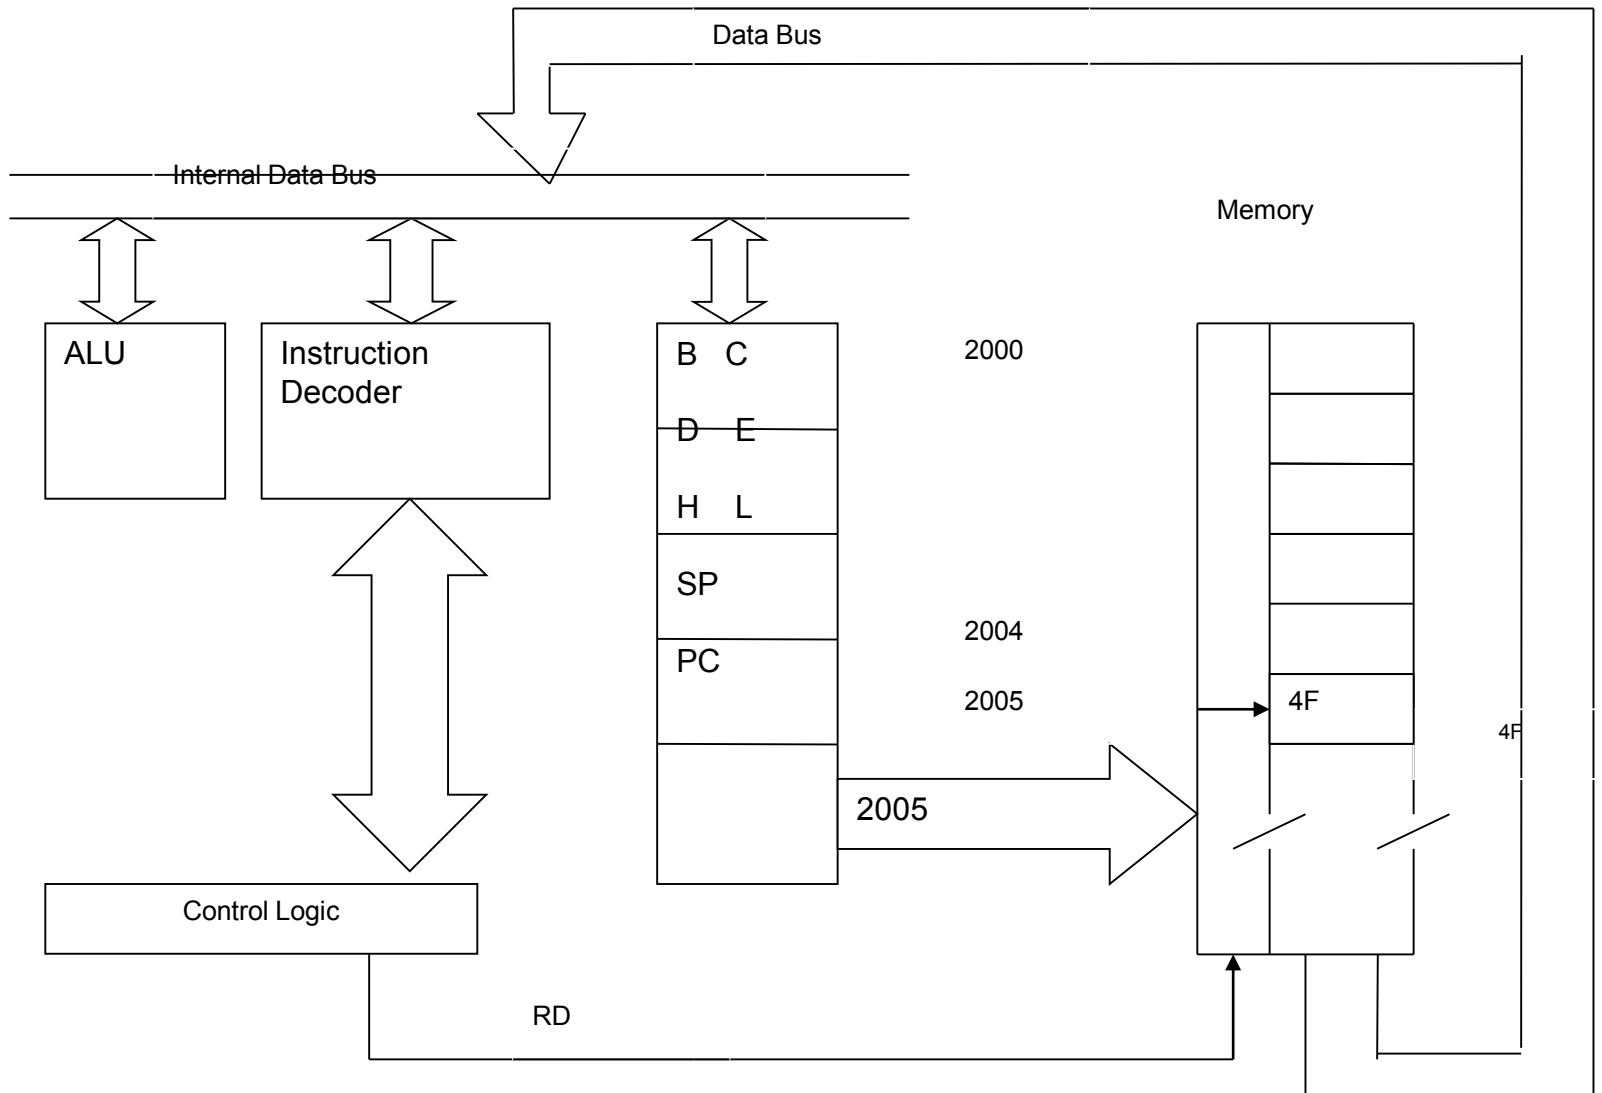 Data Bus
Internal Data Bus
Memory
ALU
Instruction
Decoder
B C
2000
D E
H L
SP
2004
PC
2005
4F
4F
2005
Control Logic
RD